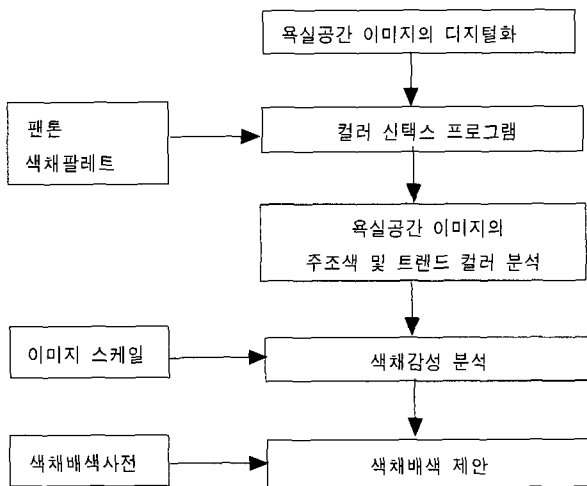 욕실공간 이미지의 디지털화
팬톤
색채팔레트
컬러 신택스 프로그램
욕실공간 이미지의
주조색 및 트렌드 컬러 분석
이미지 스케일
색채감성 분석
색채배색사전
색채배색 제안